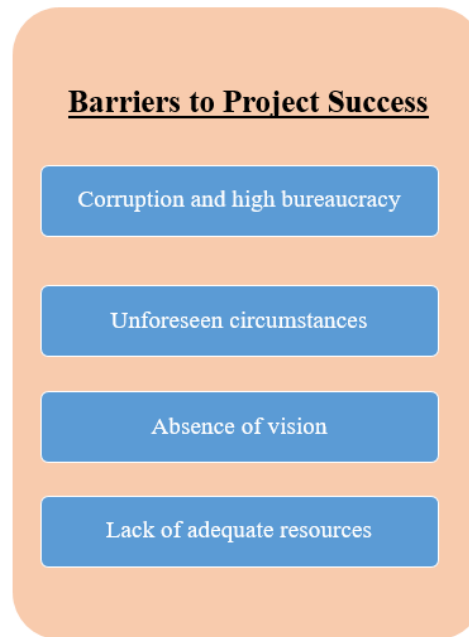 Barriers to Project Success
Corruption and high bureaucracy
Unforeseen circumstances
Absence of vision
Lack of adequate resources